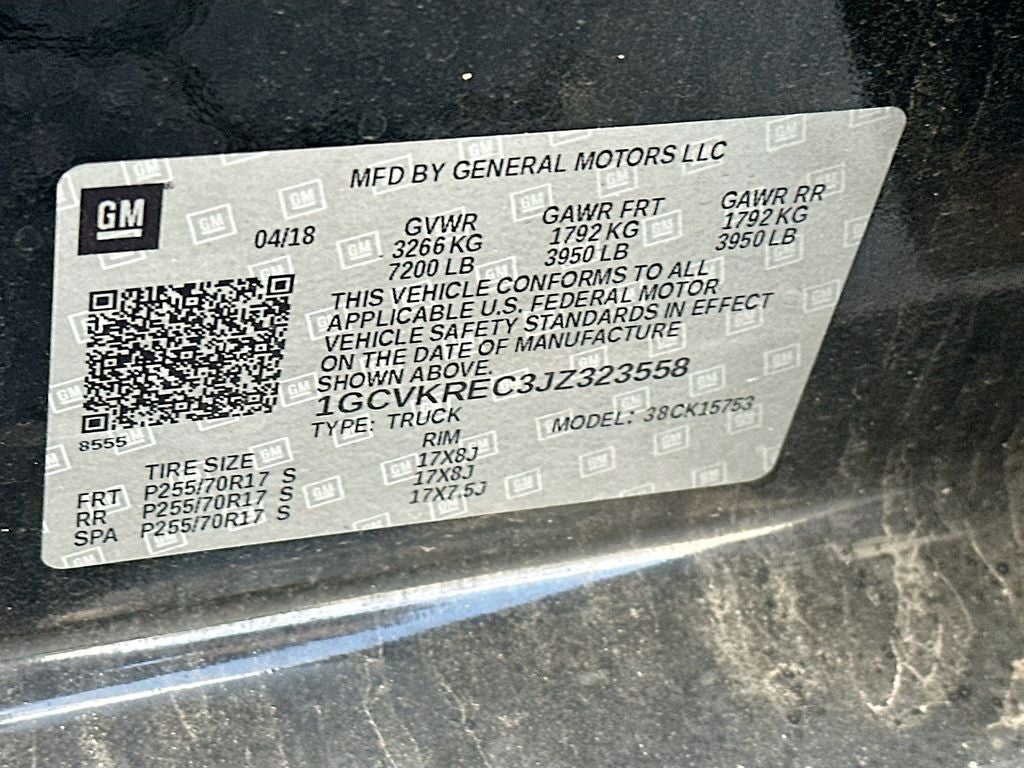 MFD BY GENERAL MOTORS LLC
GM
04/18
GVWR GAWR FRT GAWR RR
3266 KG 1792 KG 1792 KG
7200 LB 3950 LB 3950 LB
THIS VEHICLE CONFORMS TO ALL
APPLICABLE U.S. FEDERAL MOTOR
VEHICLE SAFETY STANDARDS IN EFFECT
ON THE DATE OF MANUFACTURE
SHOWN ABOVE.
1GCVKREC3JZ323558
8555
TYPE: TRUCK MODEL: 38CK15753
TIRE SIZE RIM
FRT P255/70R17 S 17X8J
RR P255/70R17 S 17X8J
SPA P255/70R17 S 17X7.5J